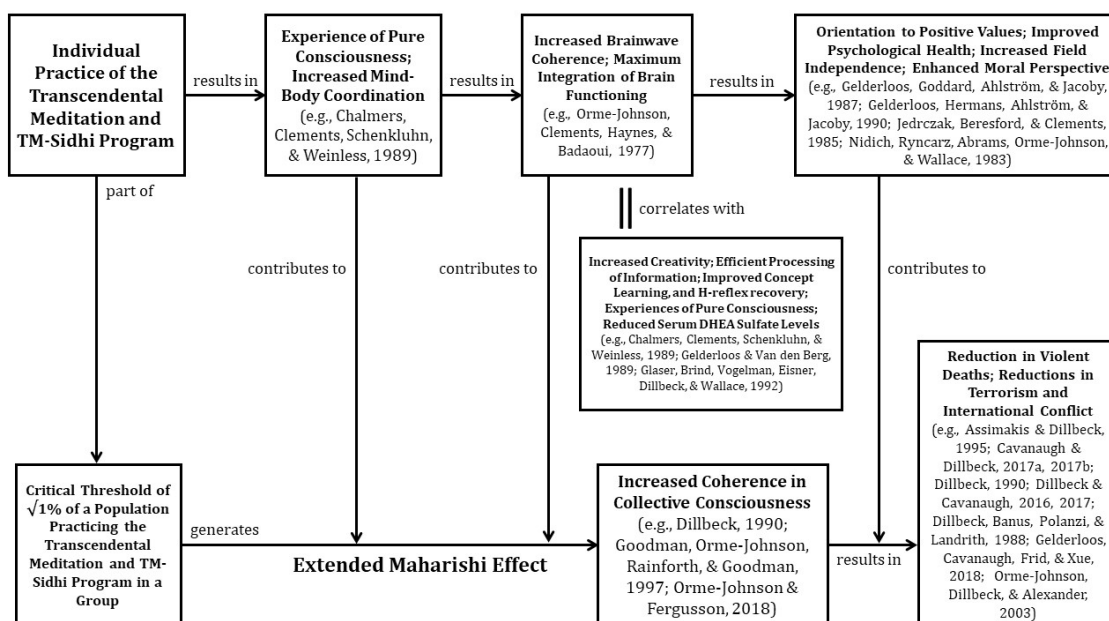 Individual
Practice of the
Transcendental
Meditation and
TM-Sidhi Program
results in
Experience of Pure
Consciousness;
Increased Mind-
Body Coordination
(e.g., Chalmers,
Clements, Schenkluhn,
& Weinless, 1989)
results in
Increased Brainwave
Coherence; Maximum
Integration of Brain
Functioning
(e.g., Orme-Johnson,
Clements, Haynes, &
Badaoui, 1977)
results in
Orientation to Positive Values; Improved
Psychological Health; Increased Field
Independence; Enhanced Moral Perspective
(e.g., Gelderloos, Goddard, Ahlström, & Jacoby,
1987; Gelderloos, Hermans, Ahlström, &
Jacoby, 1990; Jedrczak, Beresford, & Clements,
1985; Nidich, Ryncarz, Abrams, Orme-Johnson,
& Wallace, 1983)
part of
contributes to
contributes to
correlates with
contributes to
Increased Creativity; Efficient Processing
of Information; Improved Concept
Learning, and H-reflex recovery;
Experiences of Pure Consciousness;
Reduced Serum DHEA Sulfate Levels
(e.g., Chalmers, Clements, Schenkluhn, &
Weinless, 1989; Gelderloos & Van den Berg,
1989; Glaser, Brind, Vogelman, Eisner,
Dillbeck, & Wallace, 1992)
Critical Threshold of
√1% of a Population
Practicing the
Transcendental
Meditation and TM-
Sidhi Program in a
Group
generates
Extended Maharishi Effect
Increased Coherence in
Collective Consciousness
(e.g., Dillbeck, 1990;
Goodman, Orme-Johnson,
Rainforth, & Goodman,
1997; Orme-Johnson &
Fergusson, 2018)
results in
Reduction in Violent
Deaths; Reductions in
Terrorism and
International Conflict
(e.g., Assimakis & Dillbeck,
1995; Cavanaugh &
Dillbeck, 2017a, 2017b;
Dillbeck, 1990; Dillbeck &
Cavanaugh, 2016, 2017;
Dillbeck, Banus, Polanzi, &
Landrith, 1988; Gelderloos,
Cavanaugh, Frid, & Xue,
2018; Orme-Johnson,
Dillbeck, & Alexander,
2003)